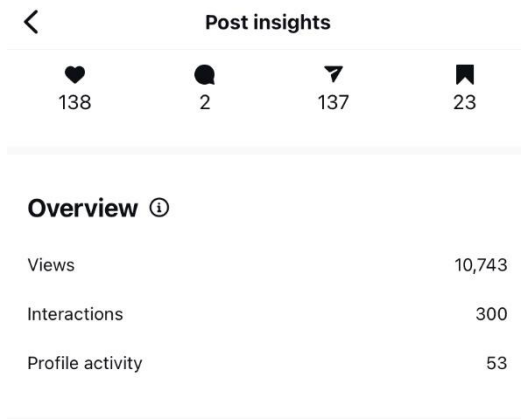 Post insights
138 2 137 23
Overview
Views 10,743
Interactions 300
Profile activity 53